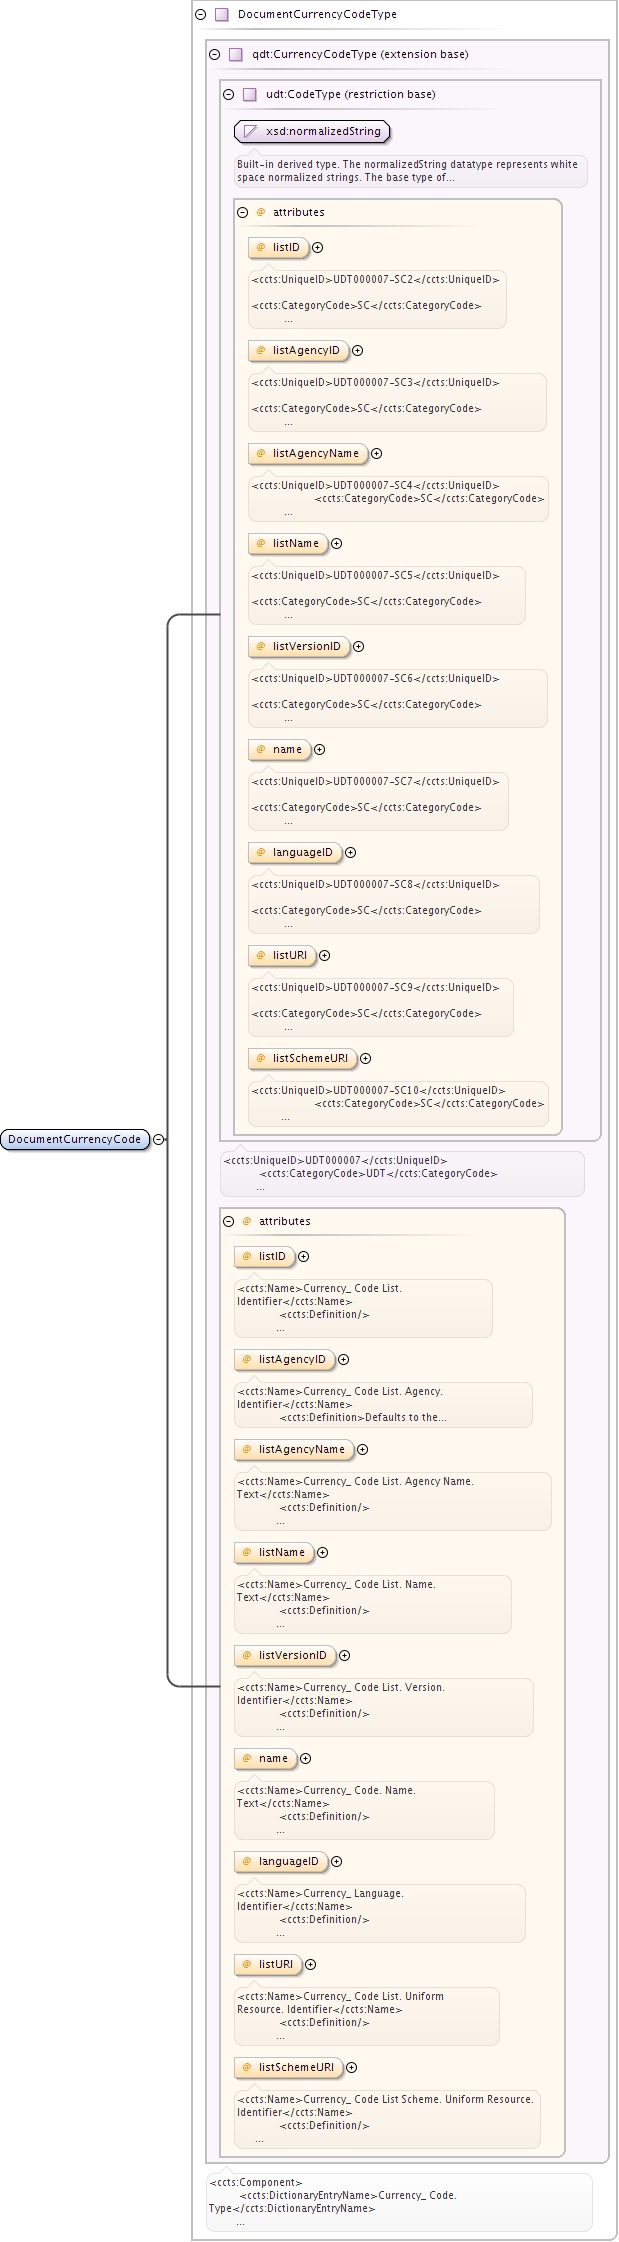 DocumentCurrencyCodeType
qdt:CurrencyCodeType (extension base)
udt:CodeType (restriction base)
xsd:normalizedString
Built-in derived type. The normalizedString datatype represents white
space normalized strings. The base type of...
@ attributes
@ listID
<ccts:UniqueID>UDT000007-SC2</ccts:UniqueID>
<ccts:CategoryCode>SC</ccts:CategoryCode>
...
@ listAgencyID
<ccts:UniqueID>UDT000007-SC3</ccts:UniqueID>
<ccts:CategoryCode>SC</ccts:CategoryCode>
...
@ listAgencyName
<ccts:UniqueID>UDT000007-SC4</ccts:UniqueID>
<ccts:CategoryCode>SC</ccts:CategoryCode>
...
@ listName
<ccts:UniqueID>UDT000007-SC5</ccts:UniqueID>
<ccts:CategoryCode>SC</ccts:CategoryCode>
...
@ listVersionID
<ccts:UniqueID>UDT000007-SC6</ccts:UniqueID>
<ccts:CategoryCode>SC</ccts:CategoryCode>
...
@ name
<ccts:UniqueID>UDT000007-SC7</ccts:UniqueID>
<ccts:CategoryCode>SC</ccts:CategoryCode>
...
@ languageID
<ccts:UniqueID>UDT000007-SC8</ccts:UniqueID>
<ccts:CategoryCode>SC</ccts:CategoryCode>
...
@ listURI
<ccts:UniqueID>UDT000007-SC9</ccts:UniqueID>
<ccts:CategoryCode>SC</ccts:CategoryCode>
...
@ listSchemeURI
<ccts:UniqueID>UDT000007-SC10</ccts:UniqueID>
<ccts:CategoryCode>SC</ccts:CategoryCode>
...
DocumentCurrencyCode
<ccts:UniqueID>UDT000007</ccts:UniqueID>
<ccts:CategoryCode>UDT</ccts:CategoryCode>
...
@ attributes
@ listID
<ccts:Name>Currency_ Code List.
Identifier</ccts:Name>
<ccts:Definition/>
...
@ listAgencyID
<ccts:Name>Currency_ Code List. Agency.
Identifier</ccts:Name>
<ccts:Definition>Defaults to the...
@ listAgencyName
<ccts:Name>Currency_ Code List. Agency Name.
Text</ccts:Name>
<ccts:Definition/>
...
@ listName
<ccts:Name>Currency_ Code List. Name.
Text</ccts:Name>
<ccts:Definition/>
...
@ listVersionID
<ccts:Name>Currency_ Code List. Version.
Identifier</ccts:Name>
<ccts:Definition/>
...
@ name
<ccts:Name>Currency_ Code. Name.
Text</ccts:Name>
<ccts:Definition/>
...
@ languageID
<ccts:Name>Currency_ Language.
Identifier</ccts:Name>
<ccts:Definition/>
...
@ listURI
<ccts:Name>Currency_ Code List. Uniform
Resource. Identifier</ccts:Name>
<ccts:Definition/>
...
@ listSchemeURI
<ccts:Name>Currency_ Code List Scheme. Uniform Resource.
Identifier</ccts:Name>
<ccts:Definition/>
...
<ccts:Component>
<ccts:DictionaryEntryName>Currency_ Code.
Type</ccts:DictionaryEntryName>
...